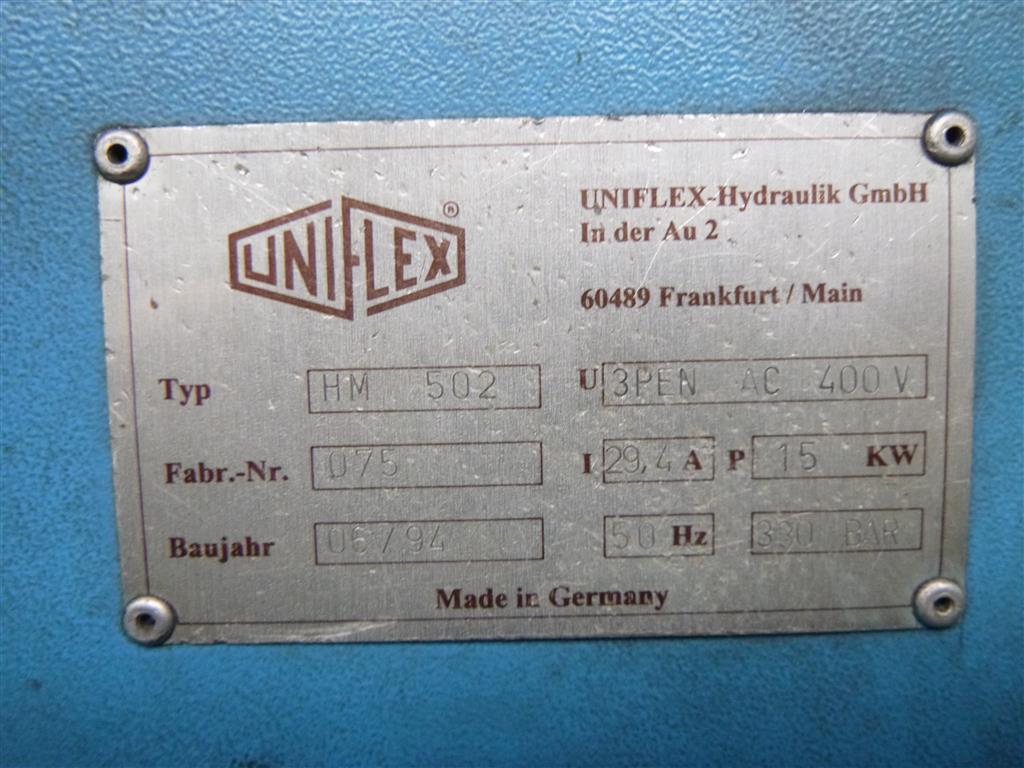 UNIFLEX®
UNIFLEX-Hydraulik GmbH
In der Au 2
60489 Frankfurt / Main
Typ HM 502
U 3PEN AC 400 V
Fabr.-Nr. 075
I 29,4 A P 15 KW
Baujahr 06/94
50 Hz 330 BAR
Made in Germany